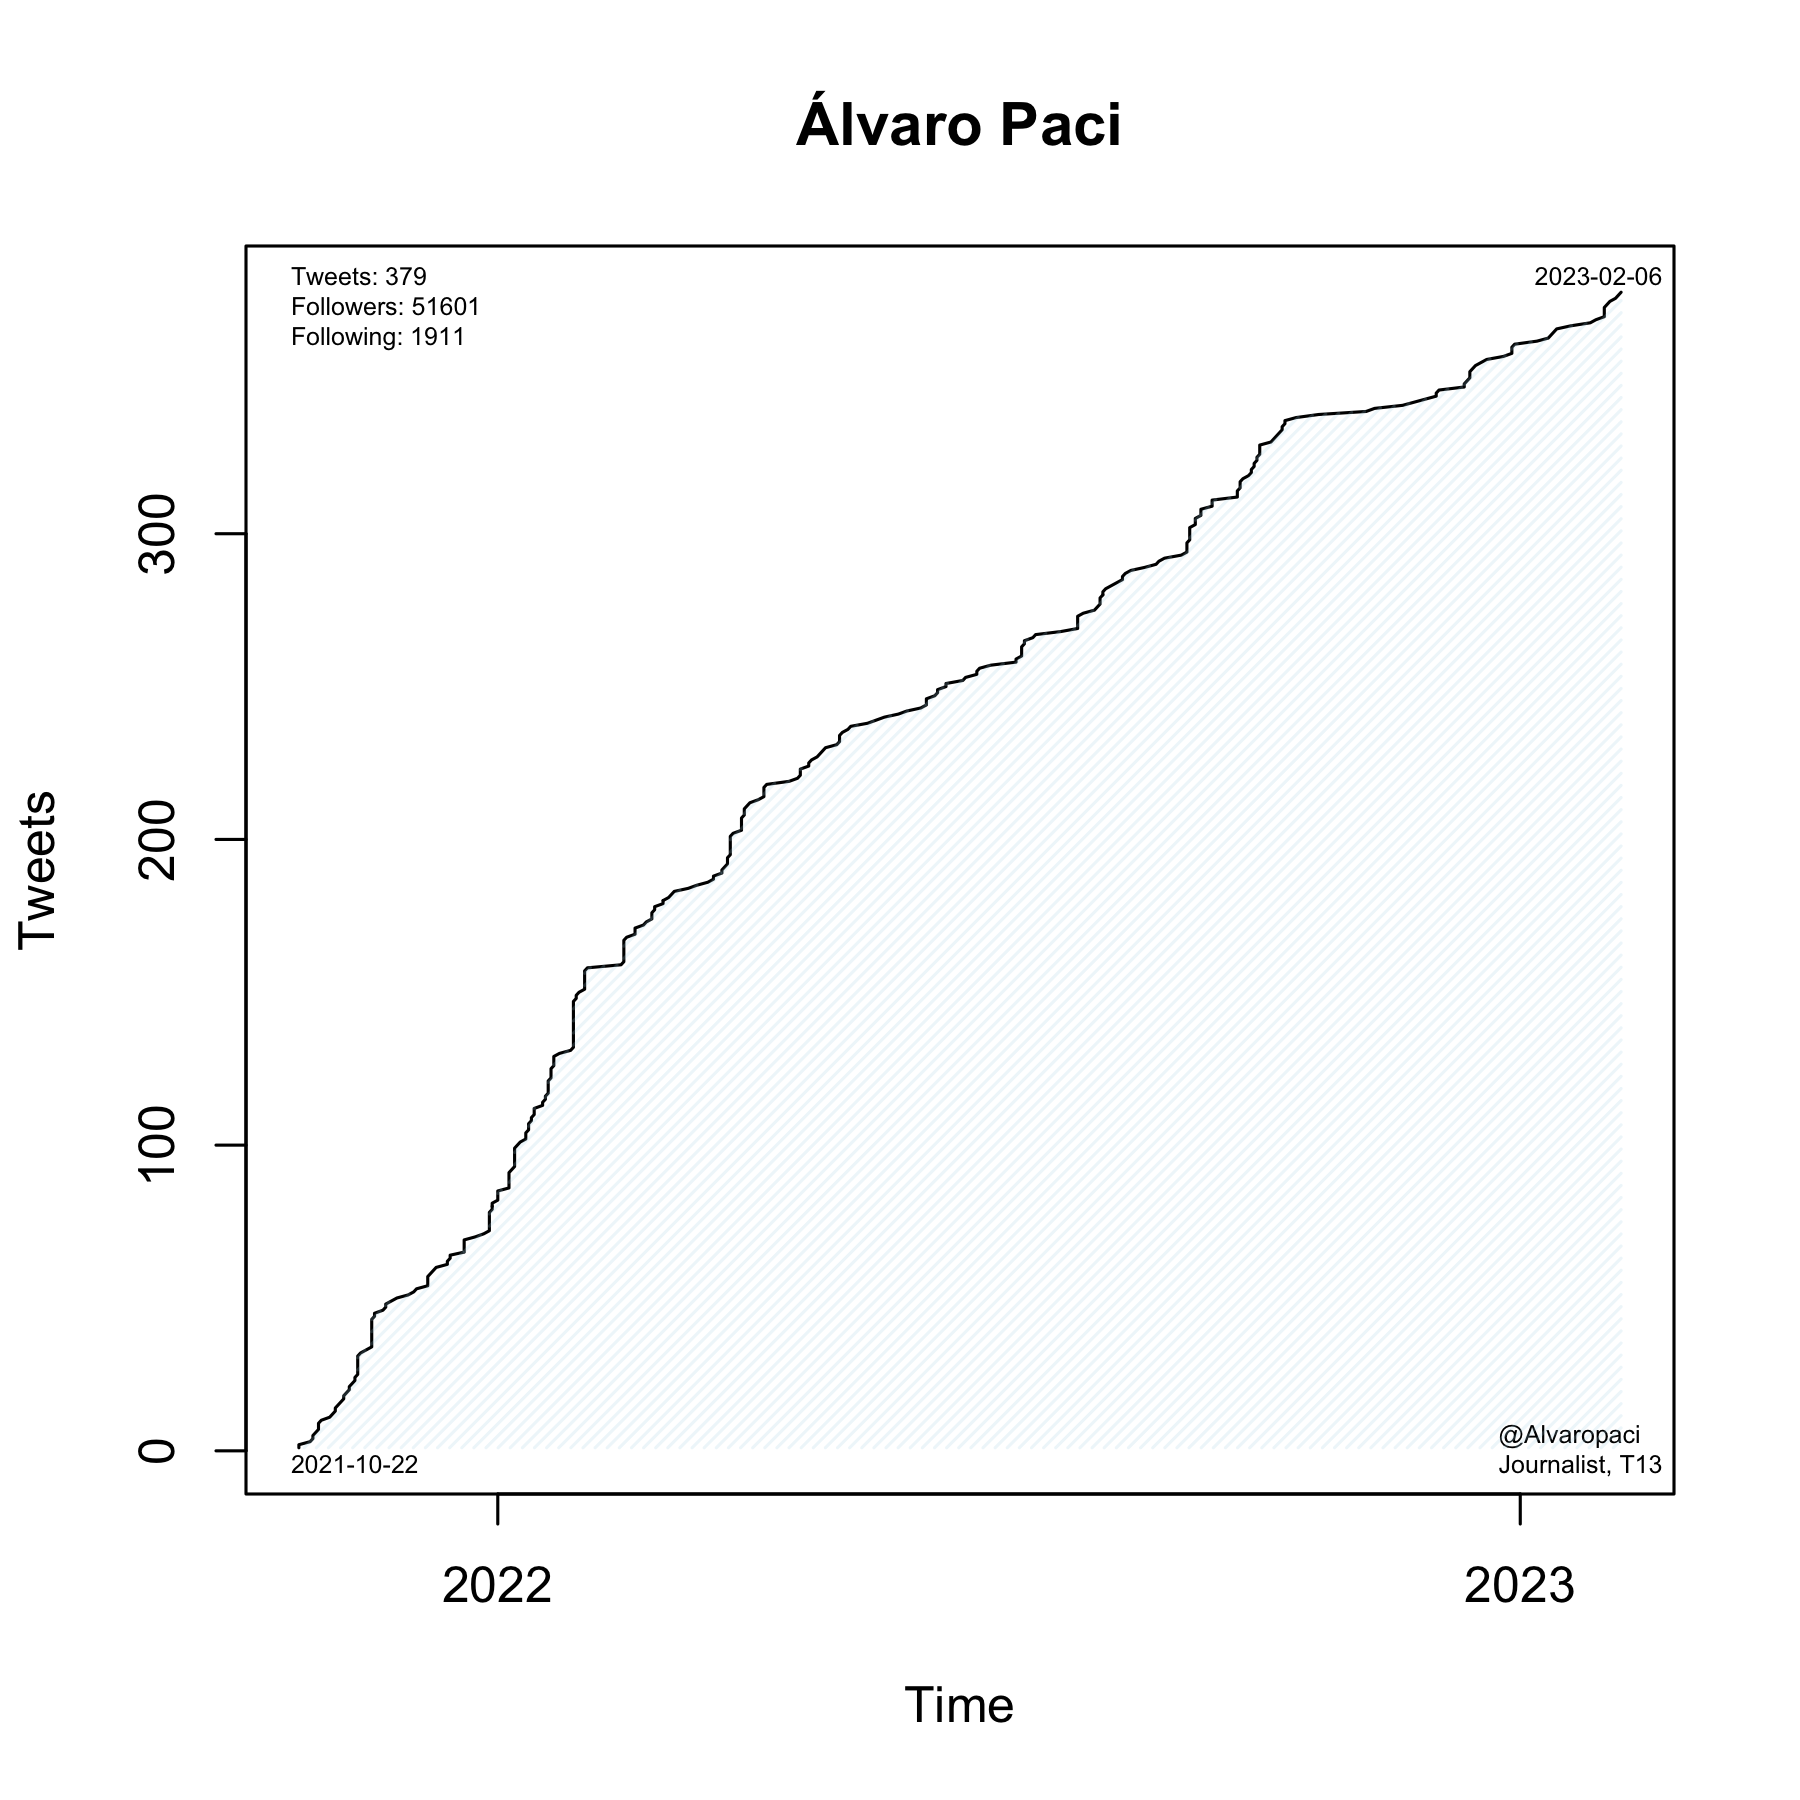 Álvaro Paci
Tweets: 379
Followers: 51601
Following: 1911
2023-02-06
Tweets
300
200
100
0
2021-10-22
@Alvaropaci
Journalist, T13
2022
2023
Time